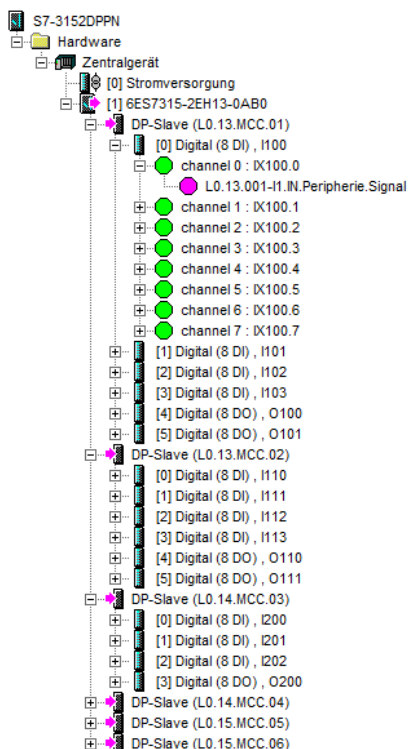 S7-3152DPPN
Hardware
Zentralgerät
[0] Stromversorgung
[1] 6ES7315-2EH13-0AB0
DP-Slave (L0.13.MCC.01)
[0] Digital (8 DI) , I100
channel 0 : IX100.0
L0.13.001-I1.IN.Peripherie.Signal
channel 1 : IX100.1
channel 2 : IX100.2
channel 3 : IX100.3
channel 4 : IX100.4
channel 5 : IX100.5
channel 6 : IX100.6
channel 7 : IX100.7
[1] Digital (8 DI) , I101
[2] Digital (8 DI) , I102
[3] Digital (8 DI) , I103
[4] Digital (8 DO) , O100
[5] Digital (8 DO) , O101
DP-Slave (L0.13.MCC.02)
[0] Digital (8 DI) , I110
[1] Digital (8 DI) , I111
[2] Digital (8 DI) , I112
[3] Digital (8 DI) , I113
[4] Digital (8 DO) , O110
[5] Digital (8 DO) , O111
DP-Slave (L0.14.MCC.03)
[0] Digital (8 DI) , I200
[1] Digital (8 DI) , I201
[2] Digital (8 DI) , I202
[3] Digital (8 DO) , O200
DP-Slave (L0.14.MCC.04)
DP-Slave (L0.15.MCC.05)
DP-Slave (L0.15.MCC.06)